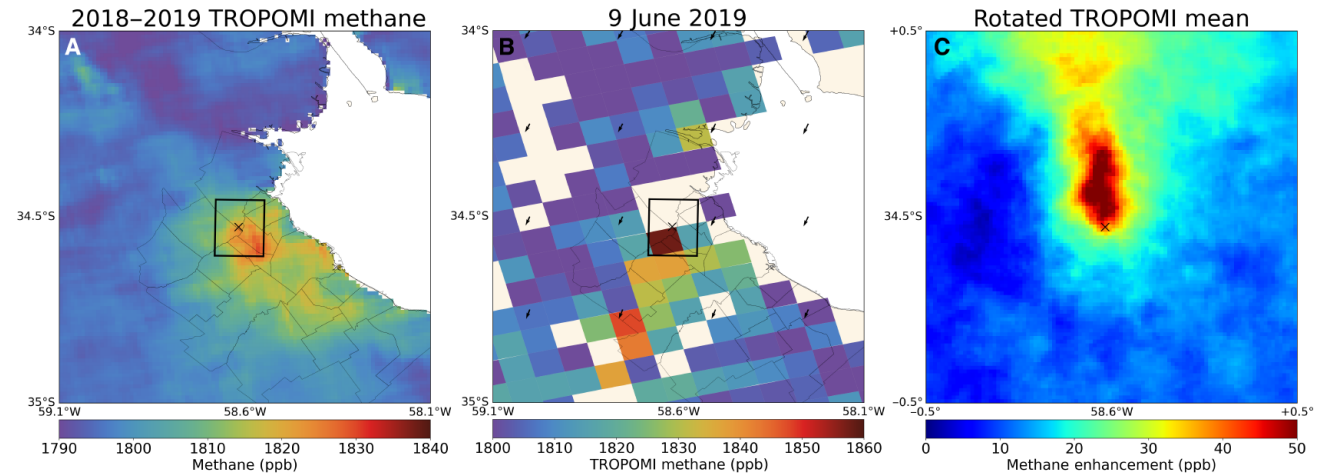 2018–2019 TROPOMI methane
9 June 2019
Rotated TROPOMI mean
A
B
C
34°S
34.5°S
35°S
59.1°W
58.6°W
58.1°W
1790 1800 1810 1820 1830 1840
Methane (ppb)
34°S
34.5°S
35°S
59.1°W
58.6°W
58.1°W
1800 1810 1820 1830 1840 1850 1860
TROPOMI methane (ppb)
+0.5°
34.5°S
−0.5°
−0.5°
58.6°W
+0.5°
0 10 20 30 40 50
Methane enhancement (ppb)